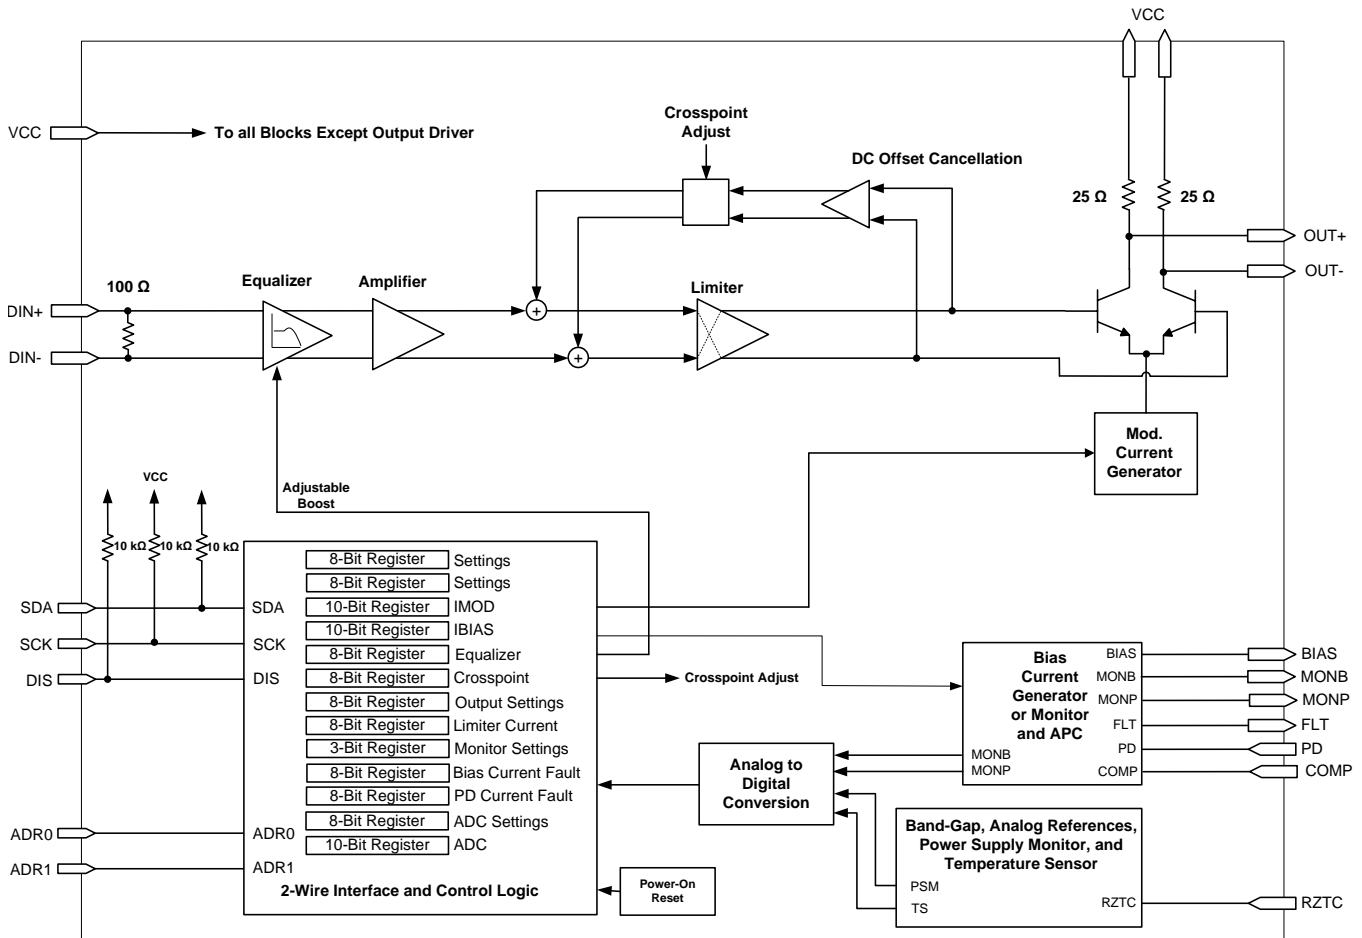 VCC
VCC
To all Blocks Except Output Driver
Crosspoint
Adjust
DC Offset Cancellation
25 Ω
25 Ω
OUT+
OUT-
100 Ω
Equalizer
Amplifier
Limiter
DIN+
DIN-
+
+
Mod.
Current
Generator
VCC
Adjustable
Boost
10 kΩ
10 kΩ
10 kΩ
8-Bit Register Settings
8-Bit Register Settings
SDA
SDA
10-Bit Register IMOD
10-Bit Register IBIAS
SCK
SCK
8-Bit Register Equalizer
DIS
DIS
8-Bit Register Crosspoint
Crosspoint Adjust
8-Bit Register Output Settings
8-Bit Register Limiter Current
3-Bit Register Monitor Settings
8-Bit Register Bias Current Fault
8-Bit Register PD Current Fault
8-Bit Register ADC Settings
ADR0
ADR0
10-Bit Register ADC
ADR1
ADR1
2-Wire Interface and Control Logic
Power-On
Reset
Analog to
Digital
Conversion
Bias
Current
Generator
or Monitor
and APC
MONB
MONP
BIAS
MONB
MONP
FLT
PD
COMP
BIAS
MONB
MONP
FLT
PD
COMP
Band-Gap, Analog References,
Power Supply Monitor, and
Temperature Sensor
PSM
TS
RZTC
RZTC